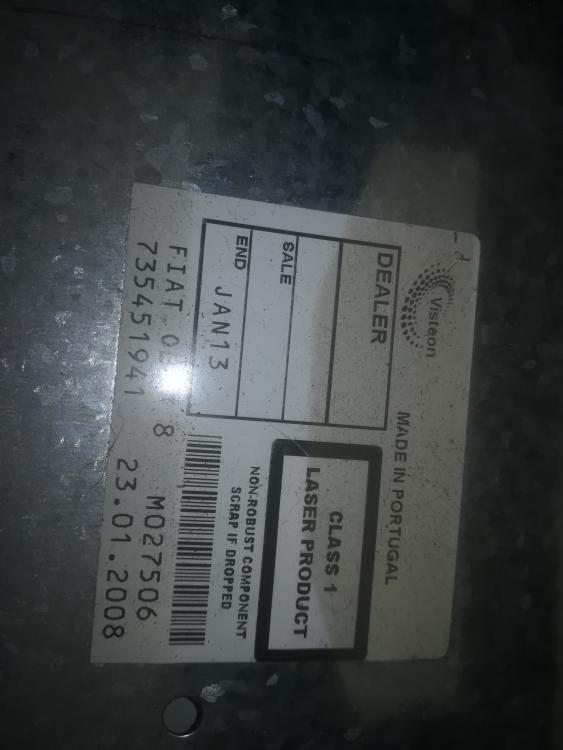 Visteon
MADE IN PORTUGAL
DEALER
SALE
END JAN13
CLASS 1
LASER PRODUCT
NON-ROBUST COMPONENT
SCRAP IF DROPPED
FIAT 8 M027506
735451941 23.01.2008